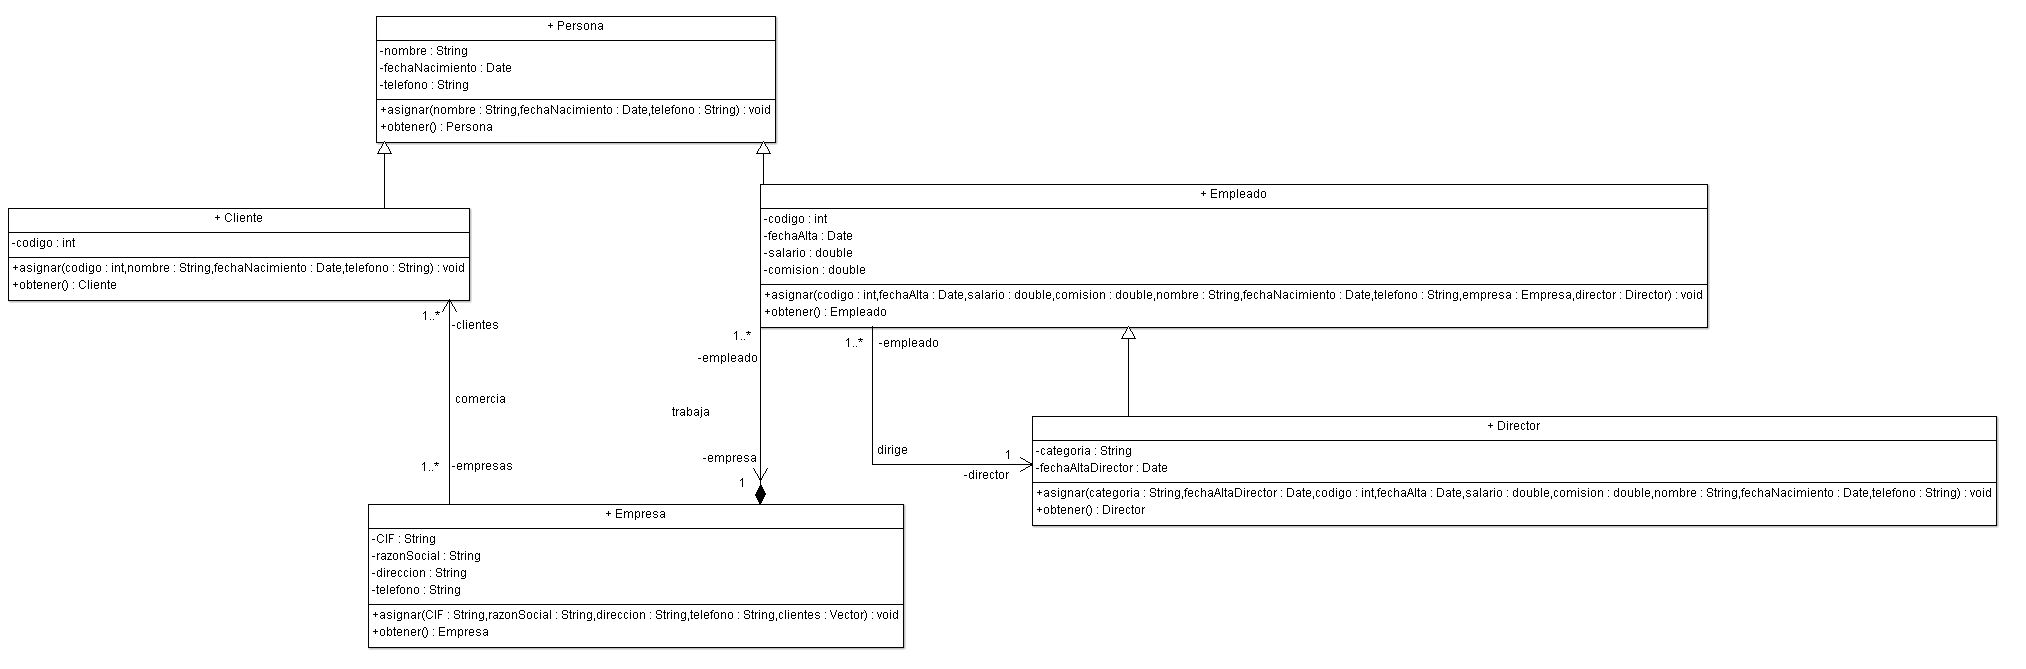 + Persona
-nombre : String
-fechaNacimiento : Date
-telefono : String
+asignar(nombre : String,fechaNacimiento : Date,telefono : String) : void
+obtener() : Persona
+ Cliente
-codigo : int
+asignar(codigo : int,nombre : String,fechaNacimiento : Date,telefono : String) : void
+obtener() : Cliente
+ Empleado
-codigo : int
-fechaAlta : Date
-salario : double
-comision : double
+asignar(codigo : int,fechaAlta : Date,salario : double,comision : double,nombre : String,fechaNacimiento : Date,telefono : String,empresa : Empresa,director : Director) : void
+obtener() : Empleado
1..*
-clientes
comercia
1..*
-empresas
1..*
-empleado
trabaja
-empresa
1
1..*
-empleado
dirige
1
-director
+ Director
-categoria : String
-fechaAltaDirector : Date
+asignar(categoria : String,fechaAltaDirector : Date,codigo : int,fechaAlta : Date,salario : double,comision : double,nombre : String,fechaNacimiento : Date,telefono : String) : void
+obtener() : Director
+ Empresa
-CIF : String
-razonSocial : String
-direccion : String
-telefono : String
+asignar(CIF : String,razonSocial : String,direccion : String,telefono : String,clientes : Vector) : void
+obtener() : Empresa